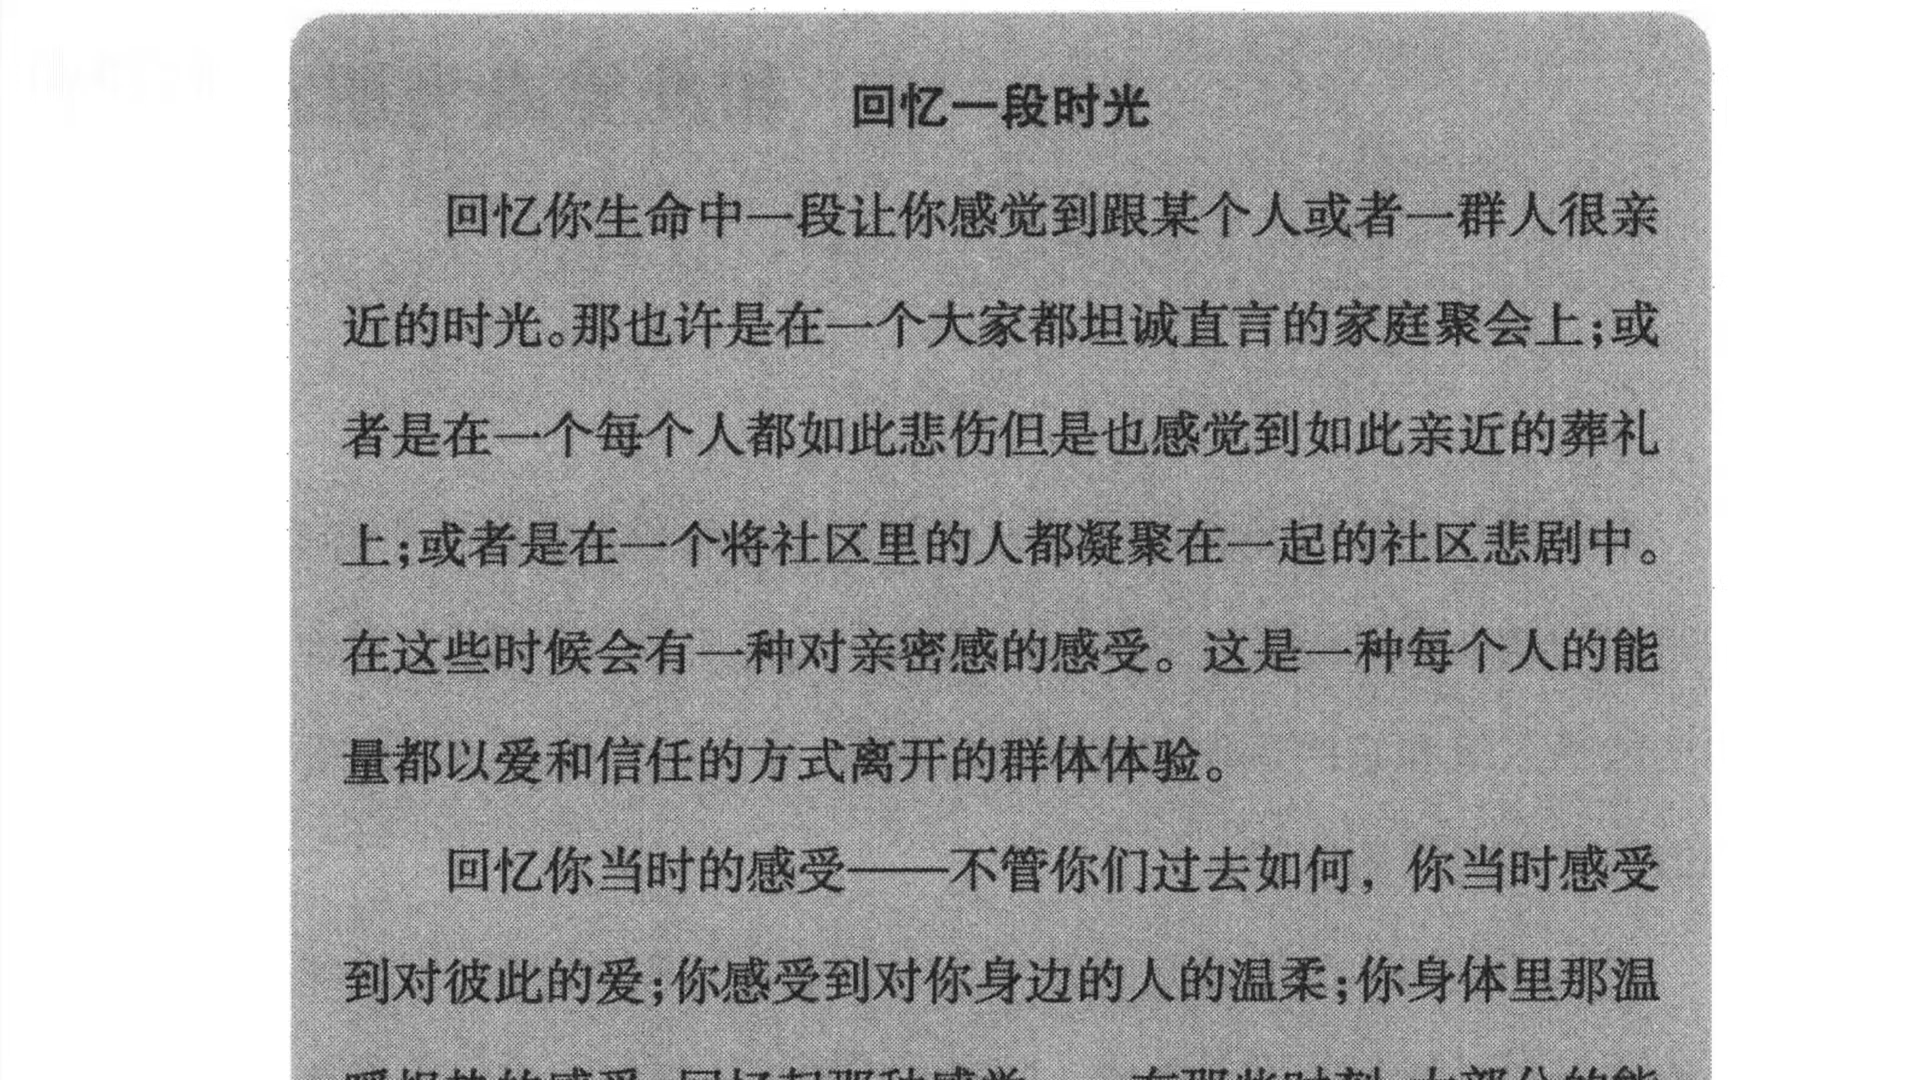 回忆一段时光
回忆你生命中一段让你感觉到跟某个人或者一群人很亲
近的时光。那也许是在一个大家都坦诚直言的家庭聚会上;或
者是在一个每个人都如此悲伤但是也感觉到如此亲近的葬礼
上;或者是在一个将社区里的人都凝聚在一起的社区悲剧中。
在这些时候会有一种对亲密感的感受。这是一种每个人的能
量都以爱和信任的方式离开的群体体验。
回忆你当时的感受——不管你们过去如何，你当时感受
到对彼此的爱;你感受到对你身边的人的温柔;你身体里那温